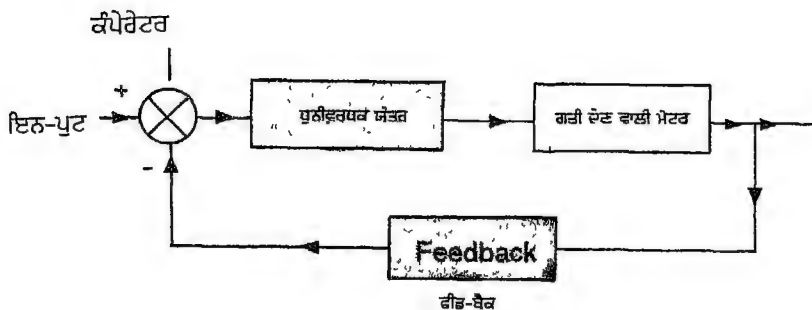 ਕੰਪੇਰੇਟਰ
+
ਇਨ-ਪੁਟ
ਧੁਨੀਵਰਧਕ ਯੰਤਰ
ਗਤੀ ਦੇਣ ਵਾਲੀ ਮੋਟਰ
-
Feedback
ਫੀਡ-ਬੈਕ